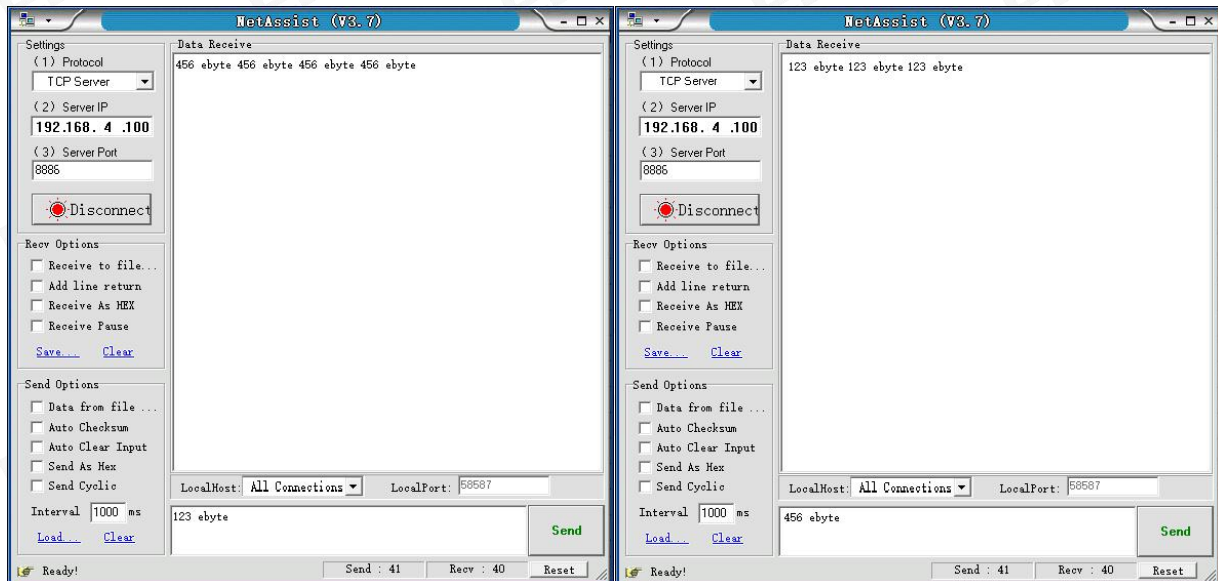 NetAssist (V3.7)
Settings
(1) Protocol
TCP Server
(2) Server IP
192.168. 4 .100
(3) Server Port
8886
Disconnect
Recv Options
Receive to file...
Add line return
Receive As HEX
Receive Pause
Save... Clear
Send Options
Data from file ...
Auto Checksum
Auto Clear Input
Send As Hex
Send Cyclic
Interval 1000 ms
Load... Clear
Data Receive
456 ebyte 456 ebyte 456 ebyte 456 ebyte
LocalHost: All Connections LocalPort: 58587
123 ebyte
Send
Ready! Send : 41 Recv : 40 Reset
NetAssist (V3.7)
Settings
(1) Protocol
TCP Server
(2) Server IP
192.168. 4 .100
(3) Server Port
8886
Disconnect
Recv Options
Receive to file...
Add line return
Receive As HEX
Receive Pause
Save... Clear
Send Options
Data from file ...
Auto Checksum
Auto Clear Input
Send As Hex
Send Cyclic
Interval 1000 ms
Load... Clear
Data Receive
123 ebyte 123 ebyte 123 ebyte
LocalHost: All Connections LocalPort: 58587
456 ebyte
Send
Ready! Send : 41 Recv : 40 Reset